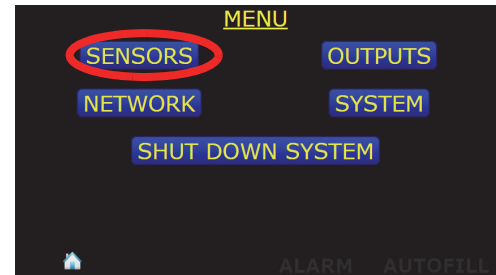 MENU
SENSORS OUTPUTS
NETWORK SYSTEM
SHUT DOWN SYSTEM
ALARM AUTOFILL